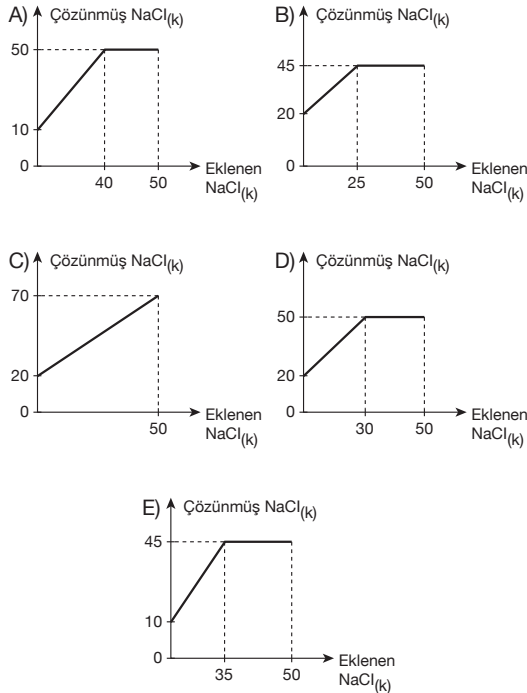 A) Çözünmüş NaCl(k)
50
10
0
40 50
Eklenen
NaCl(k)
B) Çözünmüş NaCl(k)
45
20
0
25 50
Eklenen
NaCl(k)
C) Çözünmüş NaCl(k)
70
20
0
50
Eklenen
NaCl(k)
D) Çözünmüş NaCl(k)
50
20
0
30 50
Eklenen
NaCl(k)
E) Çözünmüş NaCl(k)
45
10
0
35 50
Eklenen
NaCl(k)